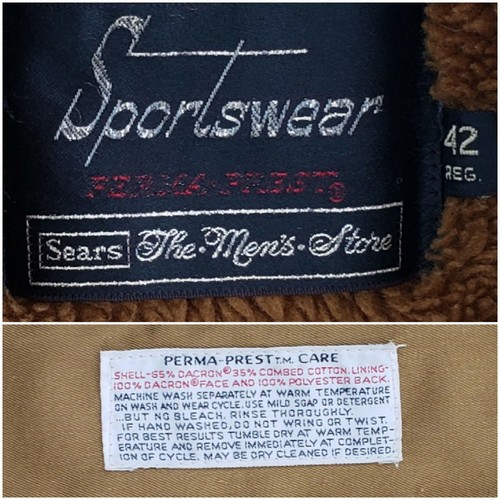 Sportswear
PERMA-PREST®
Sears The·Men's·Store
42
REG.
PERMA-PREST T.M. CARE
SHELL-65% DACRON® 35% COMBED COTTON. LINING-
100% DACRON® FACE AND 100% POLYESTER BACK.
MACHINE WASH SEPARATELY AT WARM TEMPERATURE
ON WASH AND WEAR CYCLE. USE MILD SOAP OR DETERGENT
...BUT NO BLEACH. RINSE THOROUGHLY.
IF HAND WASHED, DO NOT WRING OR TWIST.
FOR BEST RESULTS TUMBLE DRY AT WARM TEMP-
ERATURE AND REMOVE IMMEDIATELY AT COMPLET-
ION OF CYCLE. MAY BE DRY CLEANED IF DESIRED.